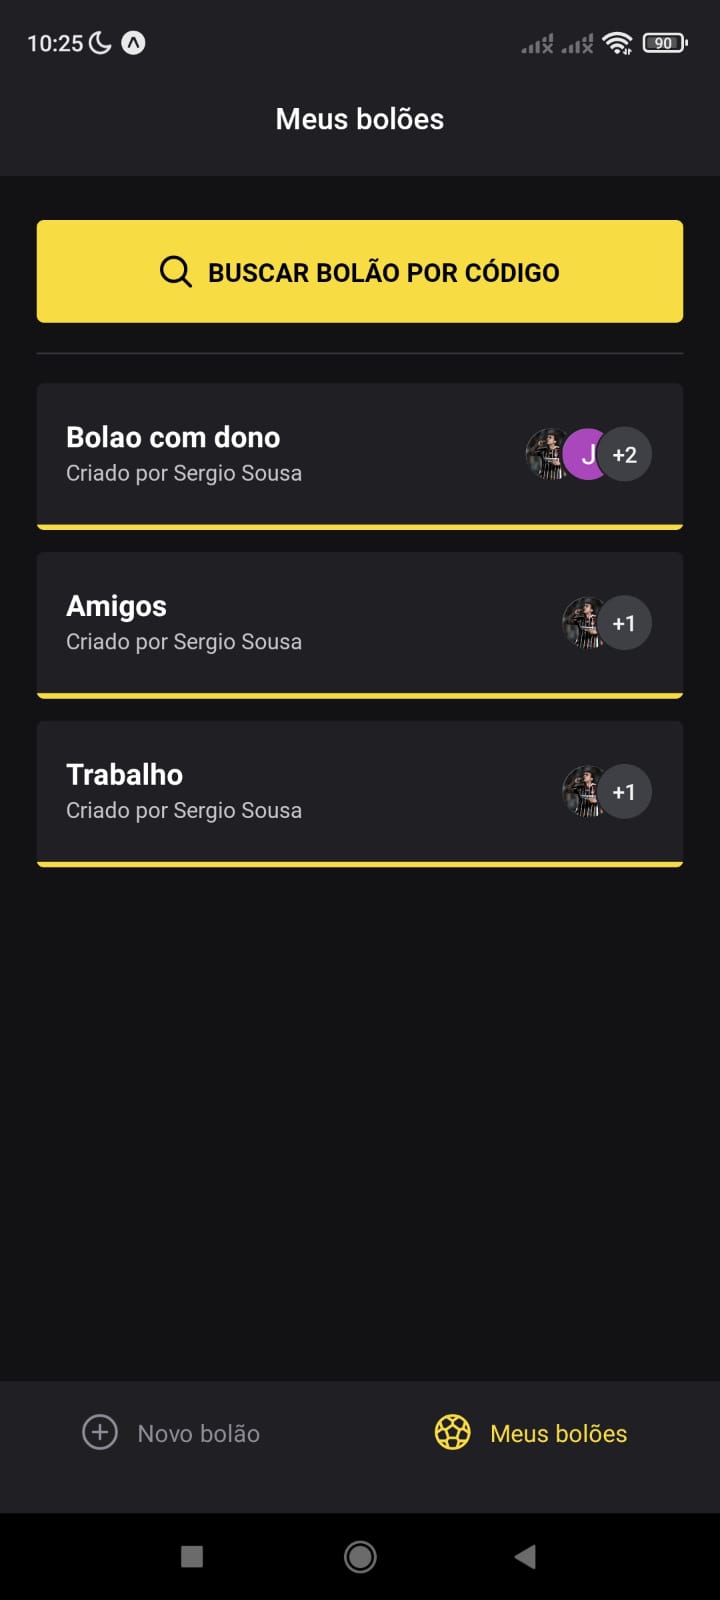 10:25
90
Meus bolões
BUSCAR BOLÃO POR CÓDIGO
Bolao com dono
Criado por Sergio Sousa
J +2
Amigos
Criado por Sergio Sousa
+1
Trabalho
Criado por Sergio Sousa
+1
Novo bolão
Meus bolões